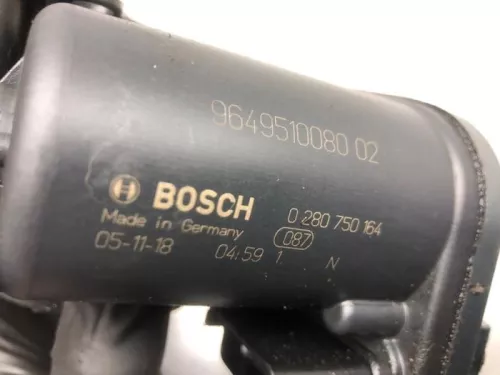 9649510080 02
BOSCH 0 280 750 164
Made in Germany 087
05-11-18 04:59 1 N